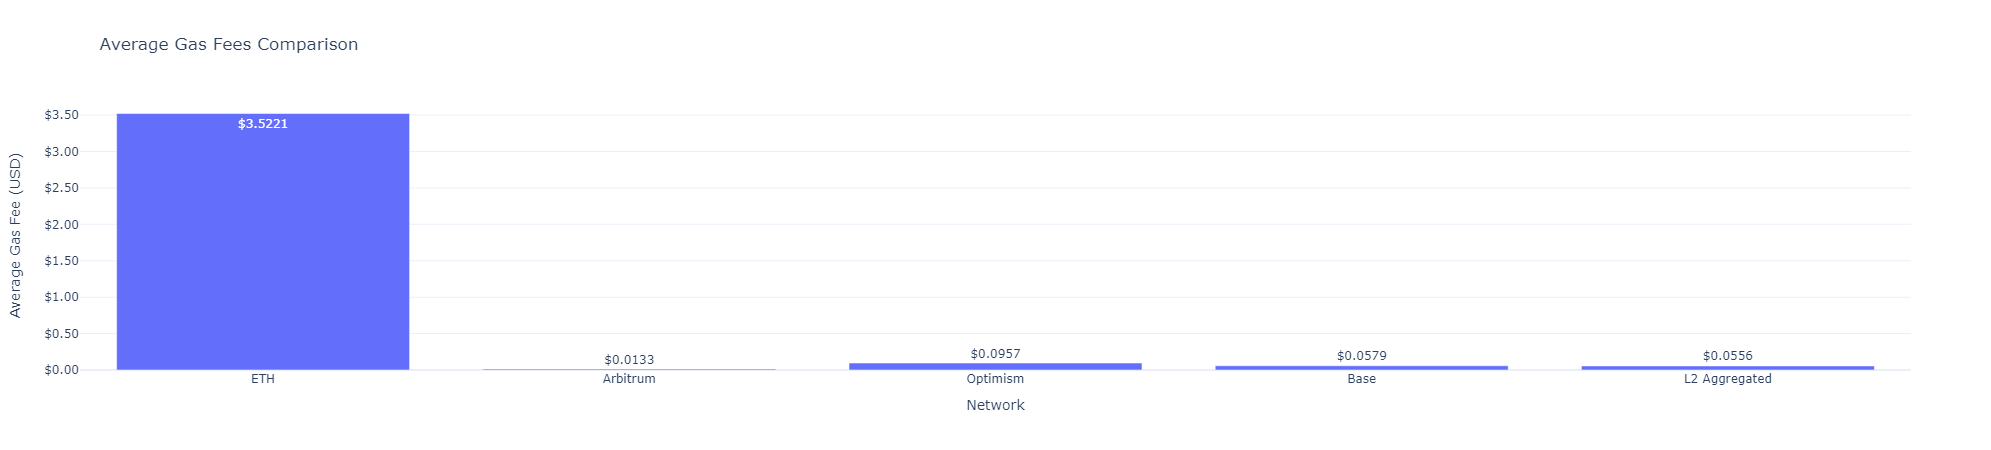 Average Gas Fees Comparison
$3.50
$3.00
$2.50
$2.00
$1.50
$1.00
$0.50
$0.00
Average Gas Fee (USD)
$3.5221
$0.0133
$0.0957
$0.0579
$0.0556
ETH
Arbitrum
Optimism
Base
L2 Aggregated
Network